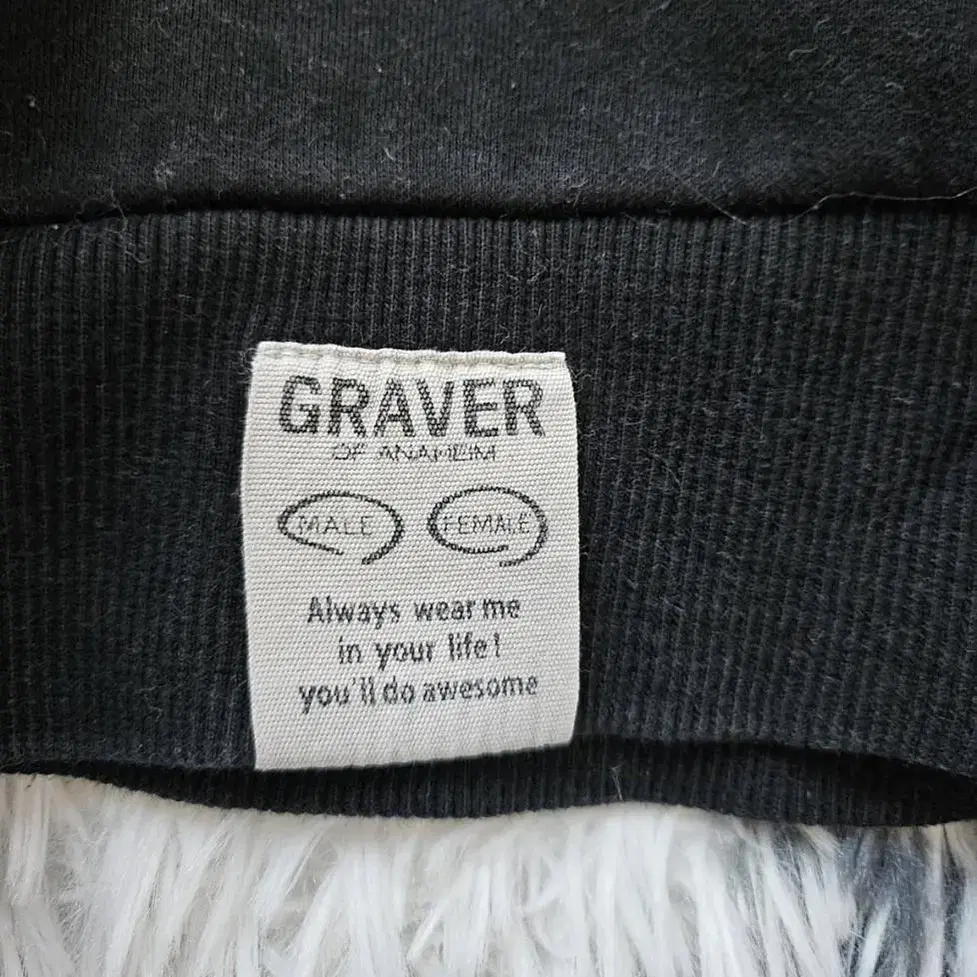 GRAVER
OF ANAHEIM
MALE FEMALE
Always wear me
in your life!
you'll do awesome